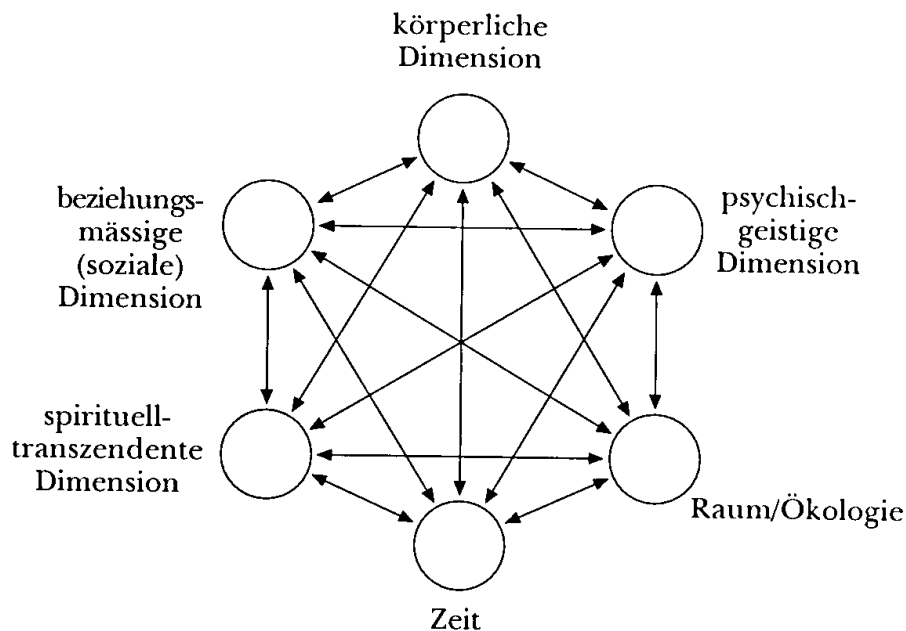 körperliche
Dimension
beziehungs-
mässige
(soziale)
Dimension
psychisch-
geistige
Dimension
spirituell-
transzendente
Dimension
Raum/Ökologie
Zeit